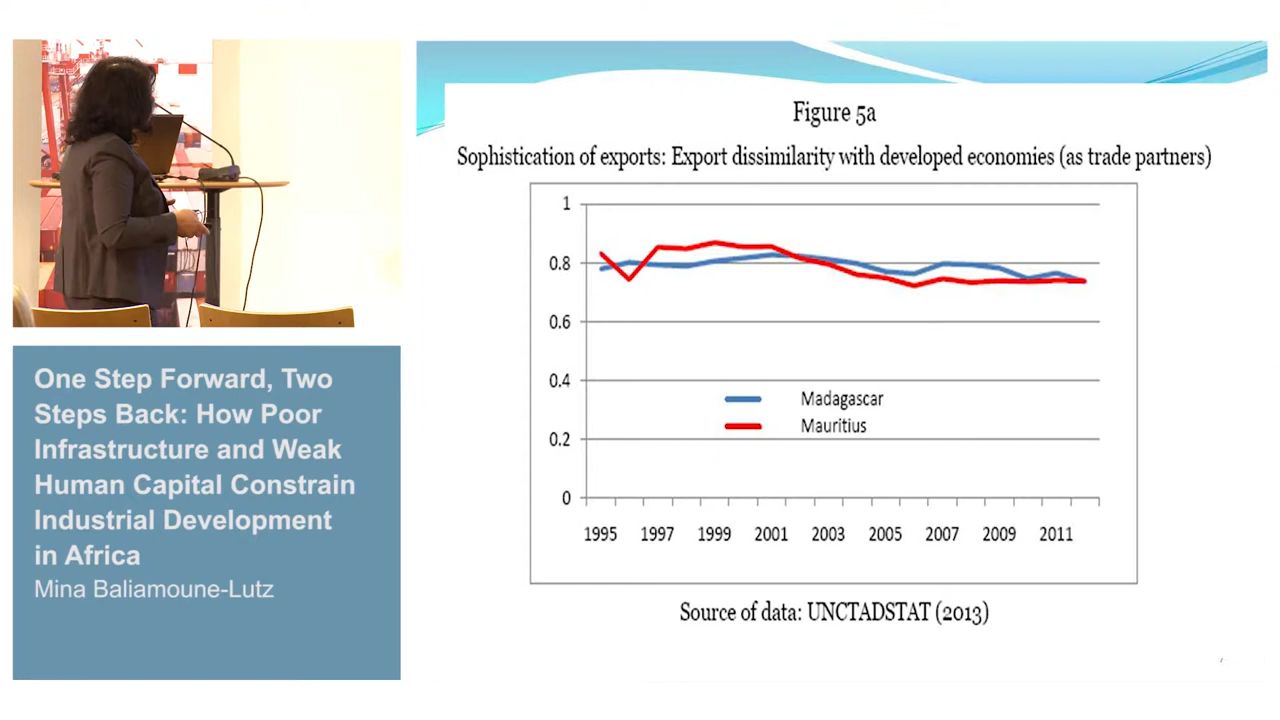 Figure 5a
Sophistication of exports: Export dissimilarity with developed economies (as trade partners)
1
0.8
0.6
0.4
0.2
0
Madagascar
Mauritius
1995 1997 1999 2001 2003 2005 2007 2009 2011
Source of data: UNCTADSTAT (2013)
One Step Forward, Two
Steps Back: How Poor
Infrastructure and Weak
Human Capital Constrain
Industrial Development
in Africa
Mina Baliamoune-Lutz